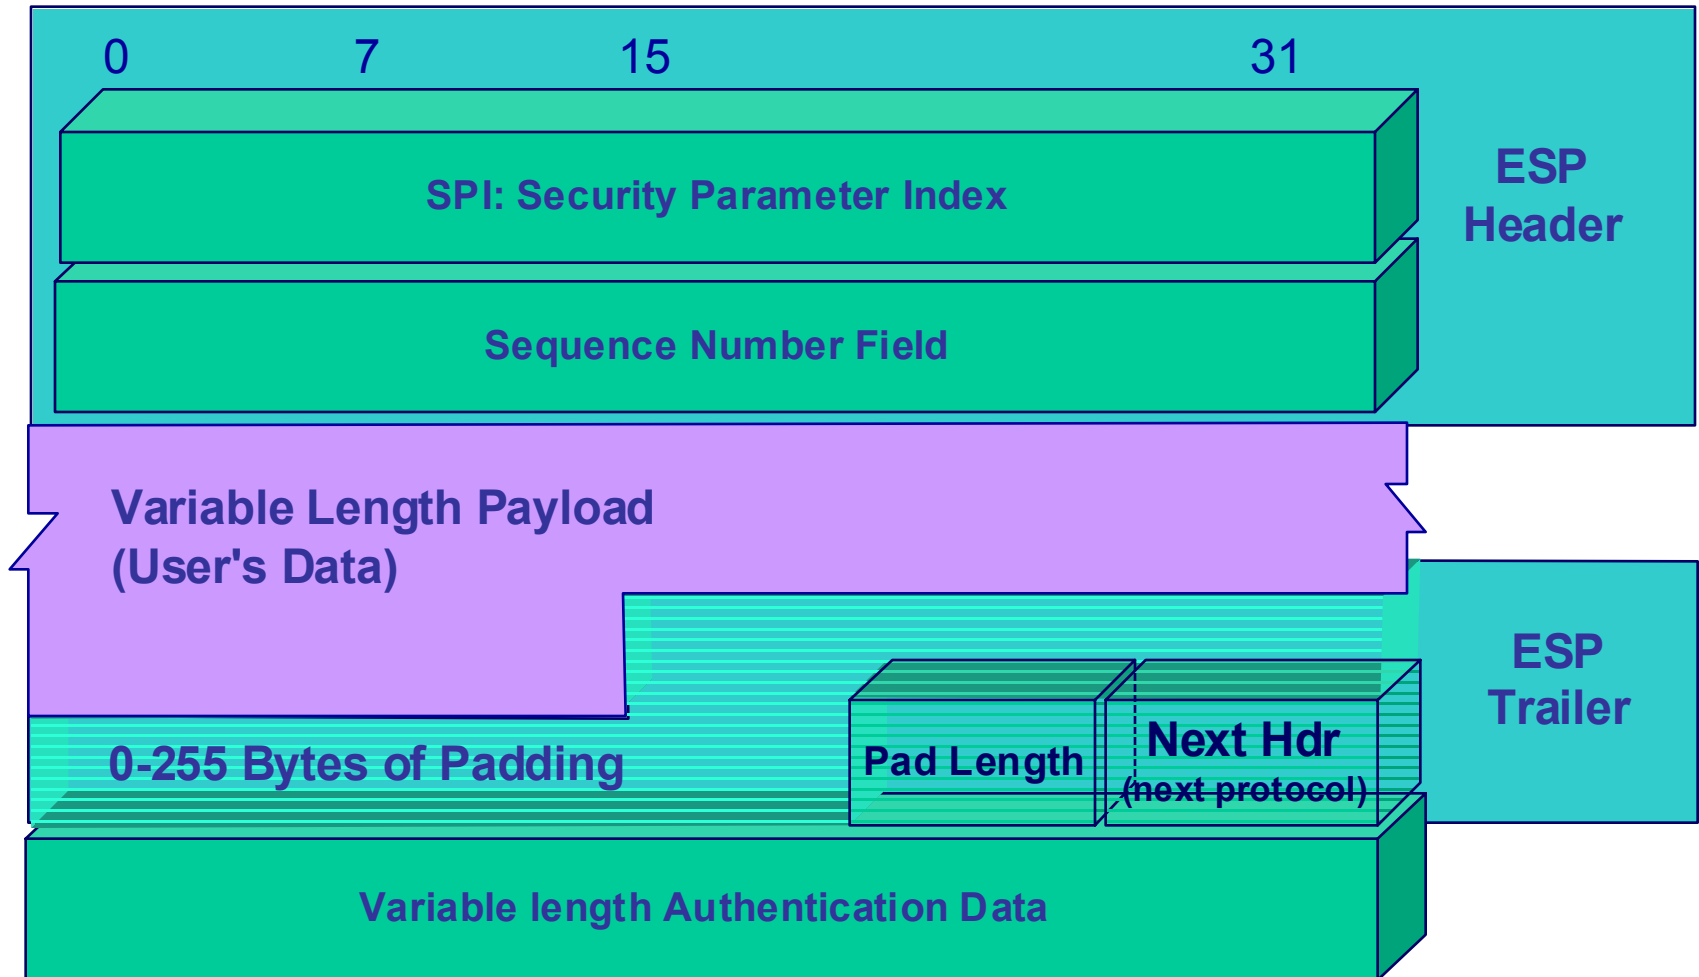 0 7 15 31
SPI: Security Parameter Index
ESP
Header
Sequence Number Field
Variable Length Payload
(User's Data)
ESP
Trailer
0-255 Bytes of Padding
Pad Length
Next Hdr
(next protocol)
Variable length Authentication Data